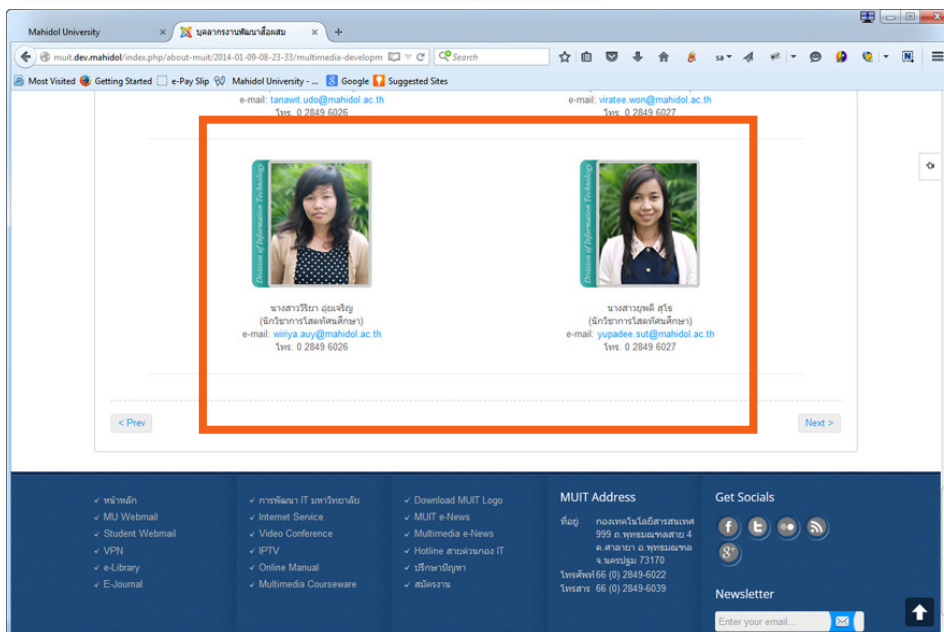 Mahidol University
บุคลากรงานพัฒนาสื่อผสม
muit.dev.mahidol/index.php/about-muit/2014-01-09-08-23-33/multimedia-developm
Search
Most Visited Getting Started e-Pay Slip Mahidol University - ... Google Suggested Sites
e-mail: tanawit.udo@mahidol.ac.th
โทร. 0 2849 6026
e-mail: viratee.won@mahidol.ac.th
โทร. 0 2849 6027
Division of Information Technology
นางสาววิริยา อุ่ยเจริญ
(นักวิชาการโสตทัศนศึกษา)
e-mail: wiriya.auy@mahidol.ac.th
โทร. 0 2849 6026
Division of Information Technology
นางสาวยุพดี สุโธ
(นักวิชาการโสตทัศนศึกษา)
e-mail: yupadee.sut@mahidol.ac.th
โทร. 0 2849 6027
< Prev
Next >
หน้าหลัก
MU Webmail
Student Webmail
VPN
e-Library
E-Journal
การพัฒนา IT มหาวิทยาลัย
Internet Service
Video Conference
IPTV
Online Manual
Multimedia Courseware
Download MUIT Logo
MUIT e-News
Multimedia e-News
Hotline สายด่วนกอง IT
ปรึกษาปัญหา
สมัครงาน
MUIT Address
ที่อยู่ กองเทคโนโลยีสารสนเทศ
999 ถ.พุทธมณฑลสาย 4
ต.ศาลายา อ.พุทธมณฑล
จ.นครปฐม 73170
โทรศัพท์ 66 (0) 2849-6022
โทรสาร 66 (0) 2849-6039
Get Socials
Newsletter
Enter your email...